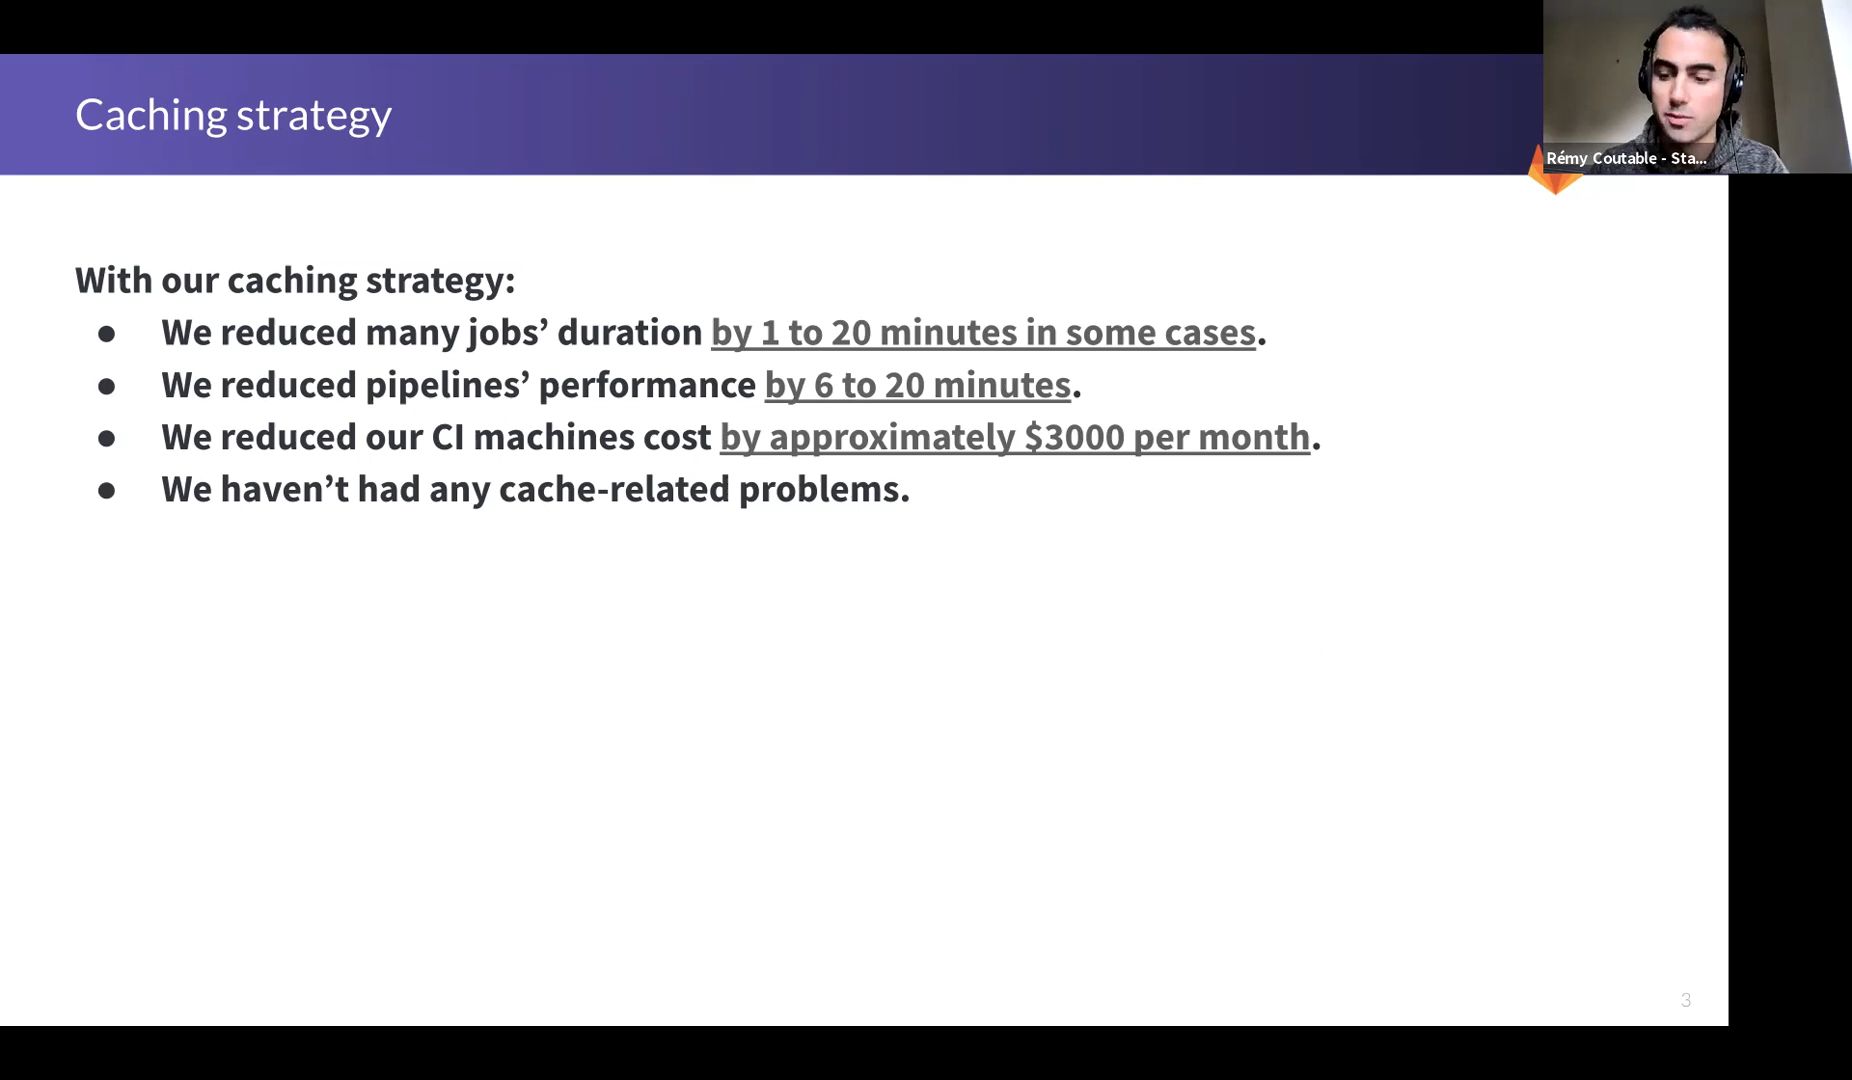 Caching strategy
Rémy Coutable - Sta...
With our caching strategy:
● We reduced many jobs’ duration by 1 to 20 minutes in some cases.
● We reduced pipelines’ performance by 6 to 20 minutes.
● We reduced our CI machines cost by approximately $3000 per month.
● We haven’t had any cache-related problems.
3